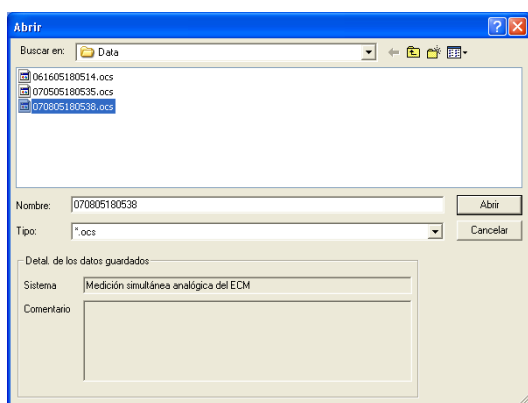 Abrir
Buscar en: Data
061605180514.ocs
070505180535.ocs
070805180538.ocs
Nombre: 070805180538 Abrir
Tipo: *.ocs Cancelar
Detal. de los datos guardados
Sistema Medición simultánea analógica del ECM
Comentario